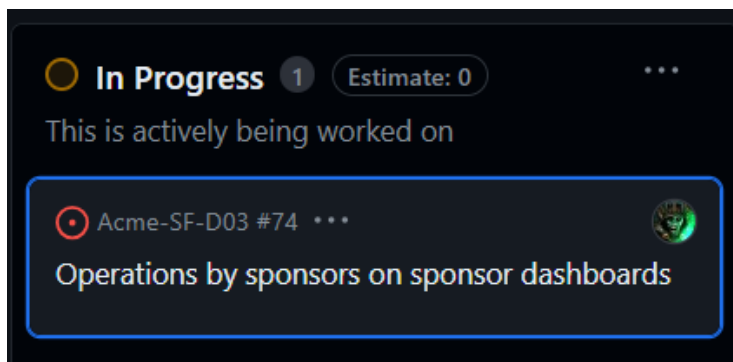 In Progress 1 Estimate: 0 ...
This is actively being worked on
Acme-SF-D03 #74 ...
Operations by sponsors on sponsor dashboards